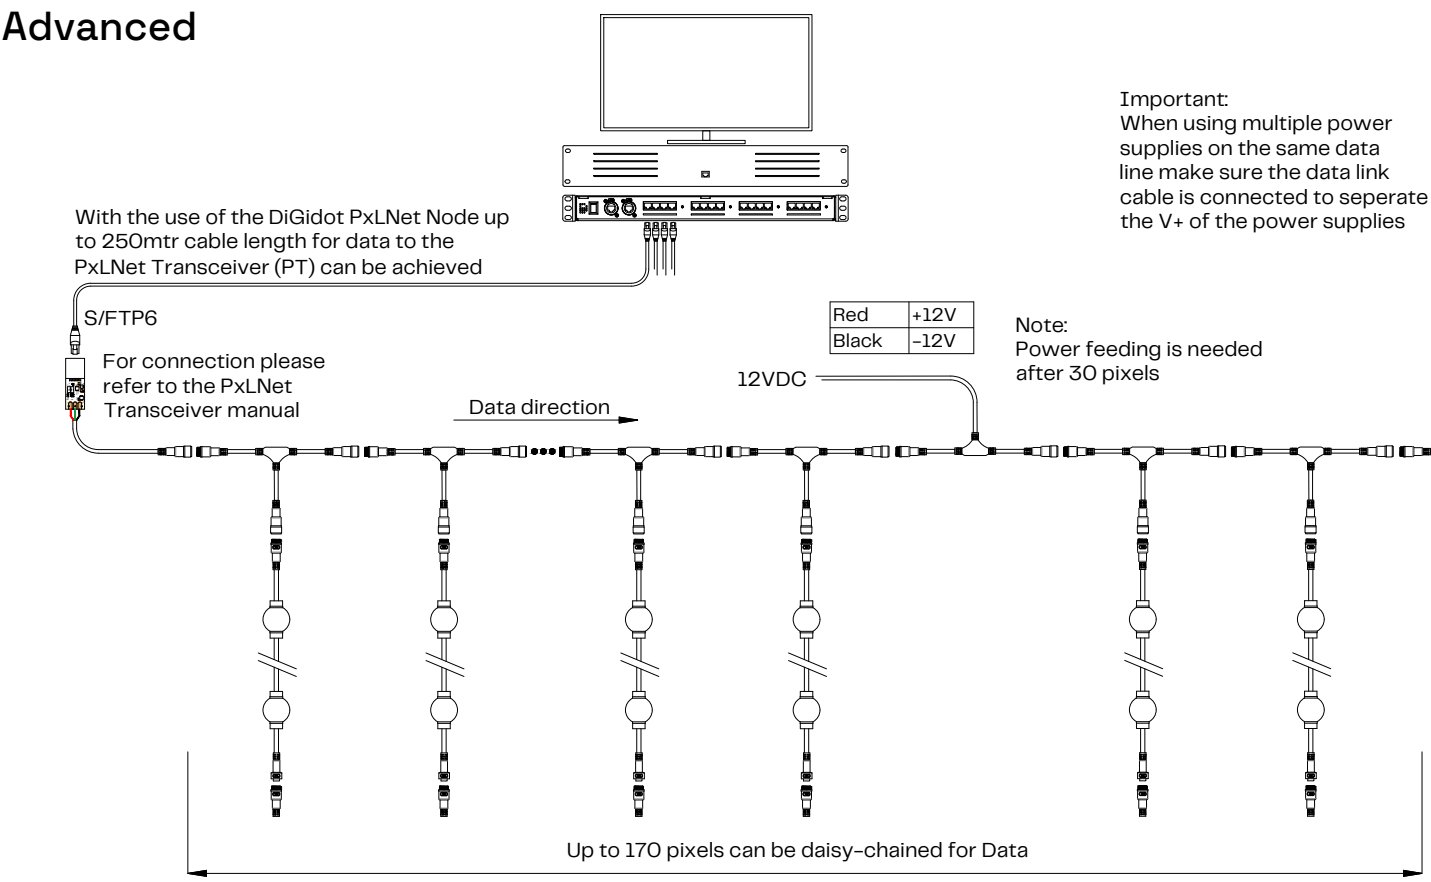 Advanced
Important:
When using multiple power
supplies on the same data
line make sure the data link
cable is connected to seperate
the V+ of the power supplies
With the use of the DiGidot PxLNet Node up
to 250mtr cable length for data to the
PxLNet Transceiver (PT) can be achieved
S/FTP6
For connection please
refer to the PxLNet
Transceiver manual
Red +12V
Black -12V
Note:
Power feeding is needed
after 30 pixels
12VDC
Data direction
Up to 170 pixels can be daisy-chained for Data